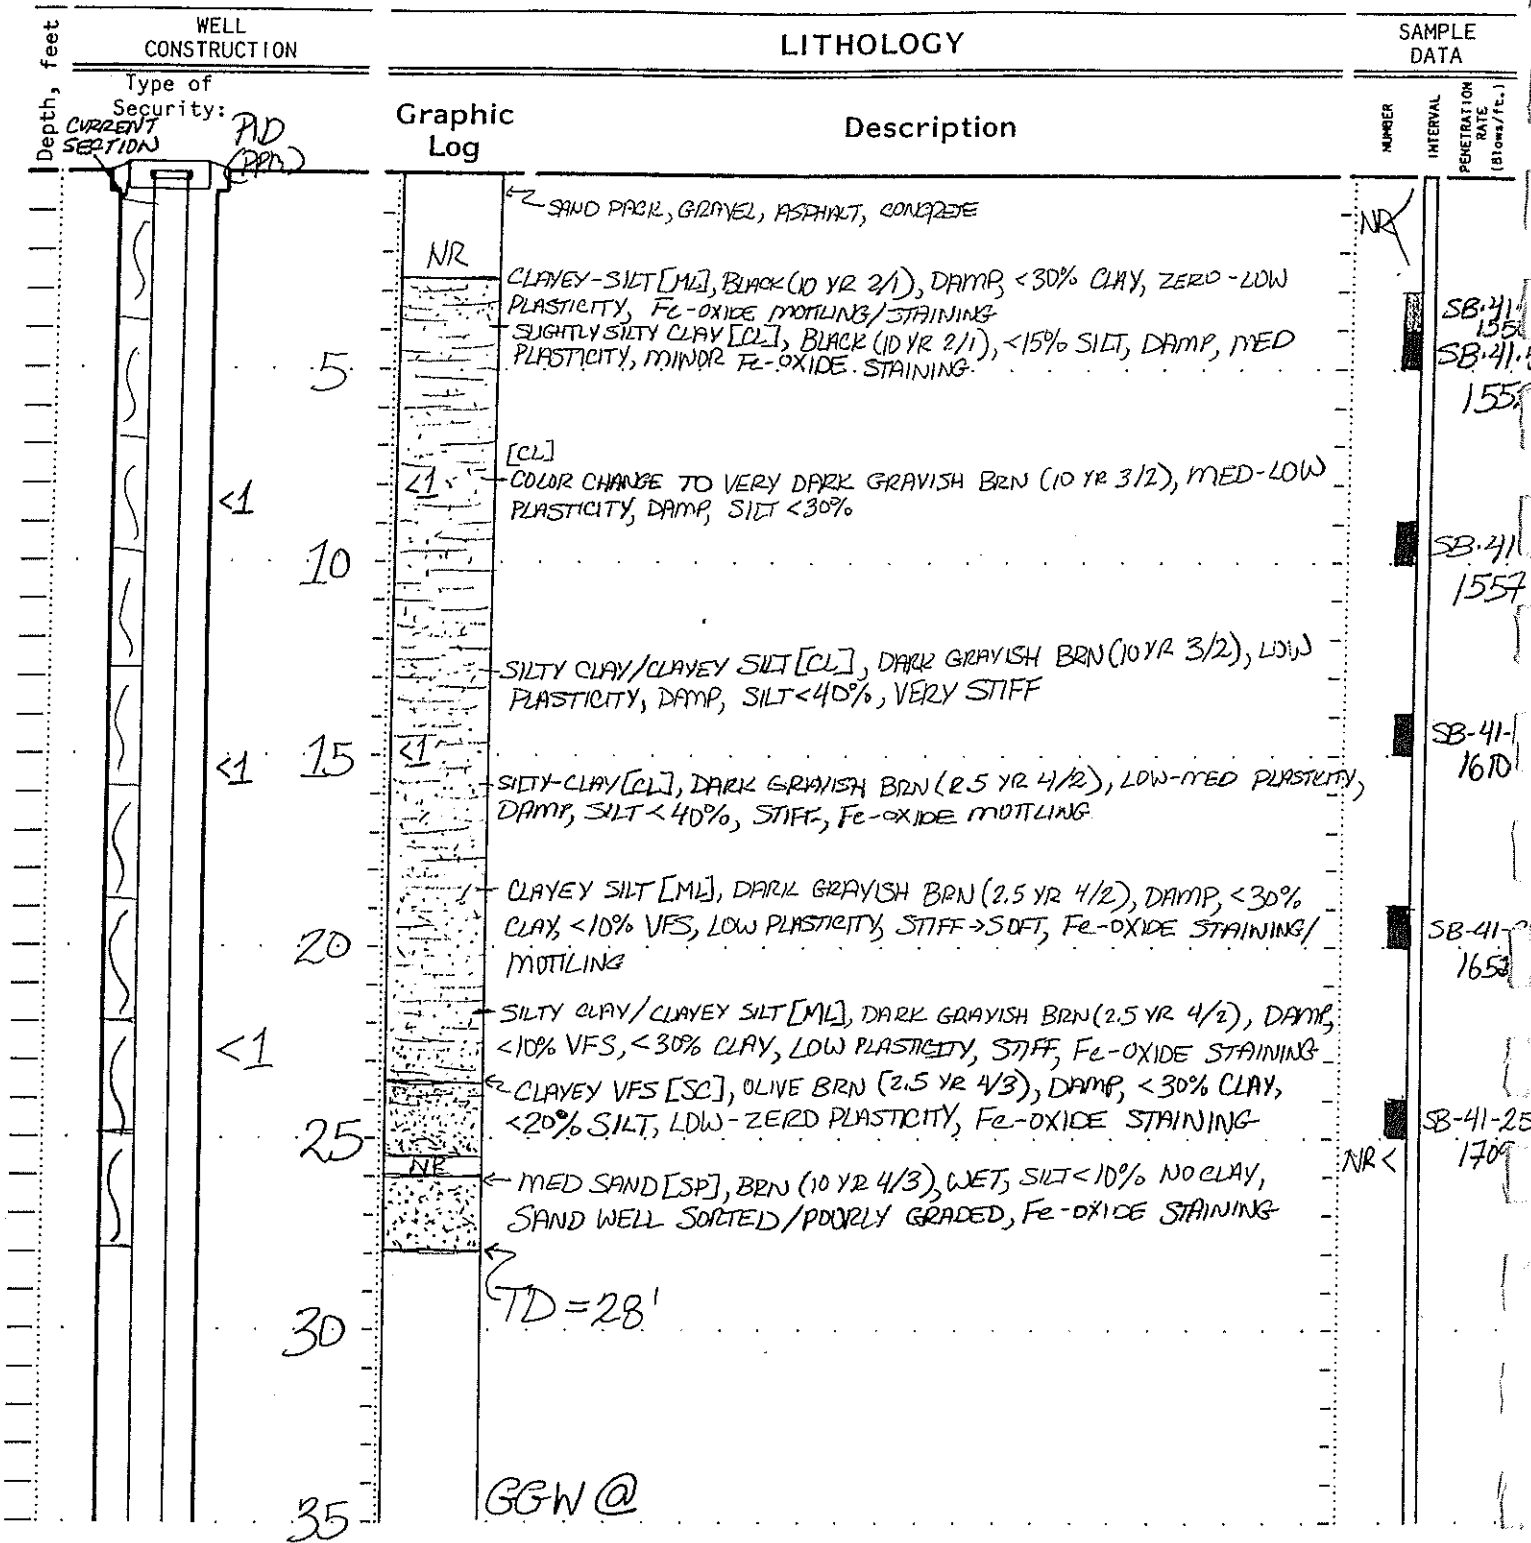 WELL
CONSTRUCTION
LITHOLOGY
SAMPLE
DATA
Depth, feet
Type of
Security:
CURRENT
SECTION
PID
Graphic
Log
Description
NUMBER
INTERVAL
PENETRATION
RATE
(Blows/ft.)
SAND PACK, GRAVEL, ASPHALT, CONCRETE
NR
NR
CLAYEY-SILT [ML], BLACK (10 YR 2/1), DAMP, <30% CLAY, ZERO-LOW
PLASTICITY, Fe-OXIDE MOTTLING/STAINING
SLIGHTLY SILTY CLAY [CL], BLACK (10 YR 2/1), <15% SILT, DAMP, MED
PLASTICITY, MINOR Fe-OXIDE STAINING
SB-41-
155
SB-41-5
5
155
[CL]
<1
<1
COLOR CHANGE TO VERY DARK GRAYISH BRN (10 YR 3/2), MED-LOW
PLASTICITY, DAMP, SILT <30%
10
SB-41
1557
SILTY CLAY/CLAYEY SILT [CL], DARK GRAYISH BRN (10 YR 3/2), LOW
PLASTICITY, DAMP, SILT <40%, VERY STIFF
<1
15
<1
SB-41-1
1610
SILTY-CLAY [CL], DARK GRAYISH BRN (2.5 YR 4/2), LOW-MED PLASTICITY,
DAMP, SILT <40%, STIFF, Fe-OXIDE MOTTLING
CLAYEY SILT [ML], DARK GRAYISH BRN (2.5 YR 4/2), DAMP, <30%
CLAY, <10% VFS, LOW PLASTICITY, STIFF→SOFT, Fe-OXIDE STAINING/
MOTTLING
20
SB-41-
165
SILTY CLAY/CLAYEY SILT [ML], DARK GRAYISH BRN (2.5 YR 4/2), DAMP,
<10% VFS, <30% CLAY, LOW PLASTICITY, STIFF, Fe-OXIDE STAINING
<1
CLAYEY VFS [SC], OLIVE BRN (2.5 YR 4/3), DAMP, <30% CLAY,
<20% SILT, LOW-ZERO PLASTICITY, Fe-OXIDE STAINING
25
SB-41-25
170
NR
NR <
MED SAND [SP], BRN (10 YR 4/3), WET, SILT <10% NO CLAY,
SAND WELL SORTED/POORLY GRADED, Fe-OXIDE STAINING
TD = 28'
30
GGW @
35